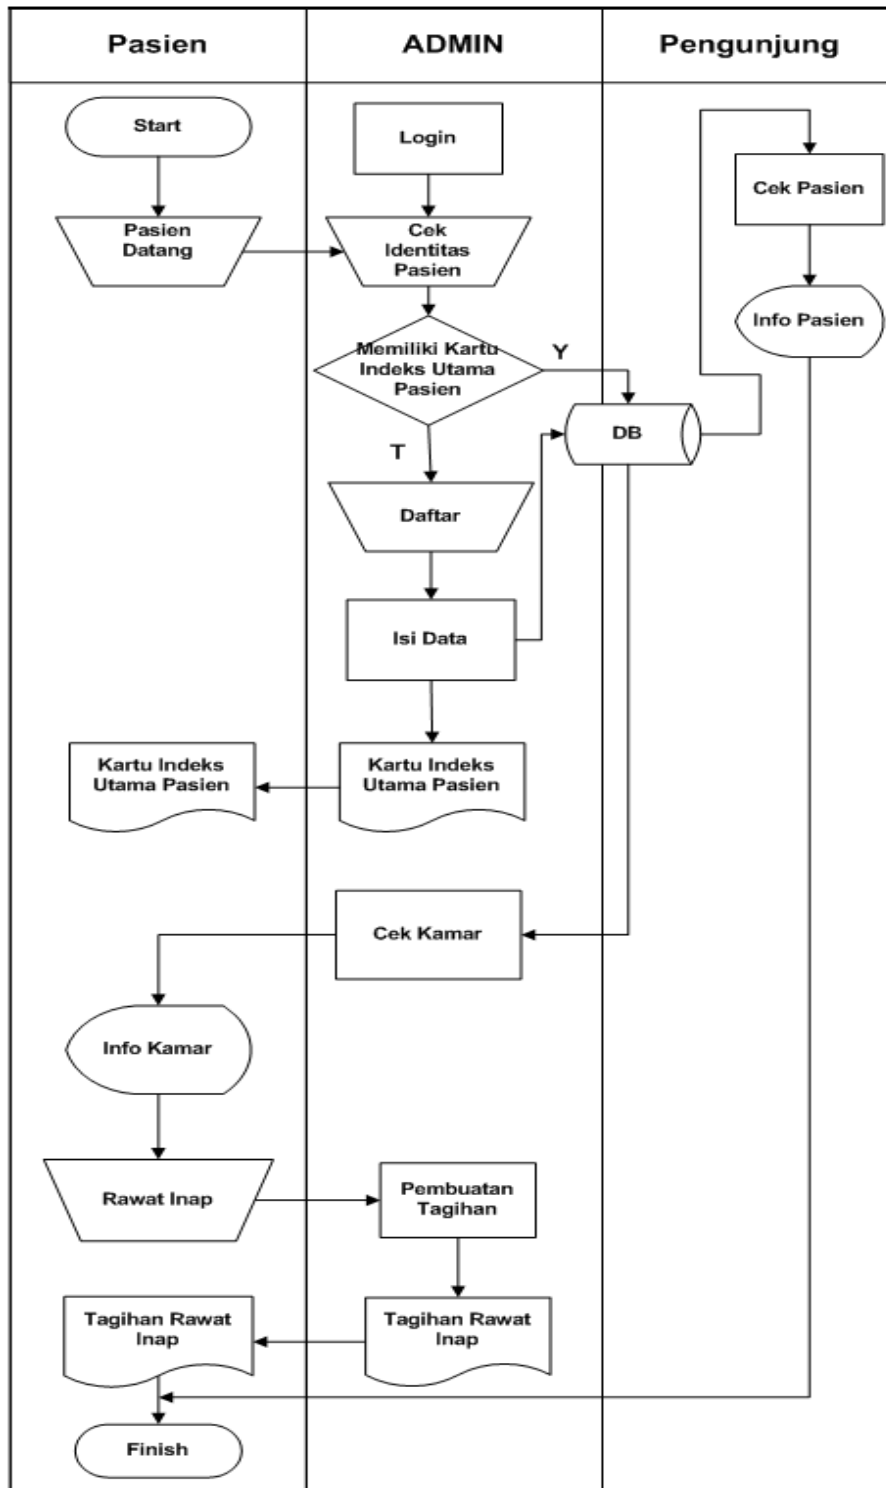 Pasien
ADMIN
Pengunjung
Start
Login
Cek Pasien
Pasien
Datang
Cek
Identitas
Pasien
Info Pasien
Memiliki Kartu
Indeks Utama
Pasien
Y
DB
T
Daftar
Isi Data
Kartu Indeks
Utama Pasien
Kartu Indeks
Utama Pasien
Cek Kamar
Info Kamar
Rawat Inap
Pembuatan
Tagihan
Tagihan Rawat
Inap
Tagihan Rawat
Inap
Finish